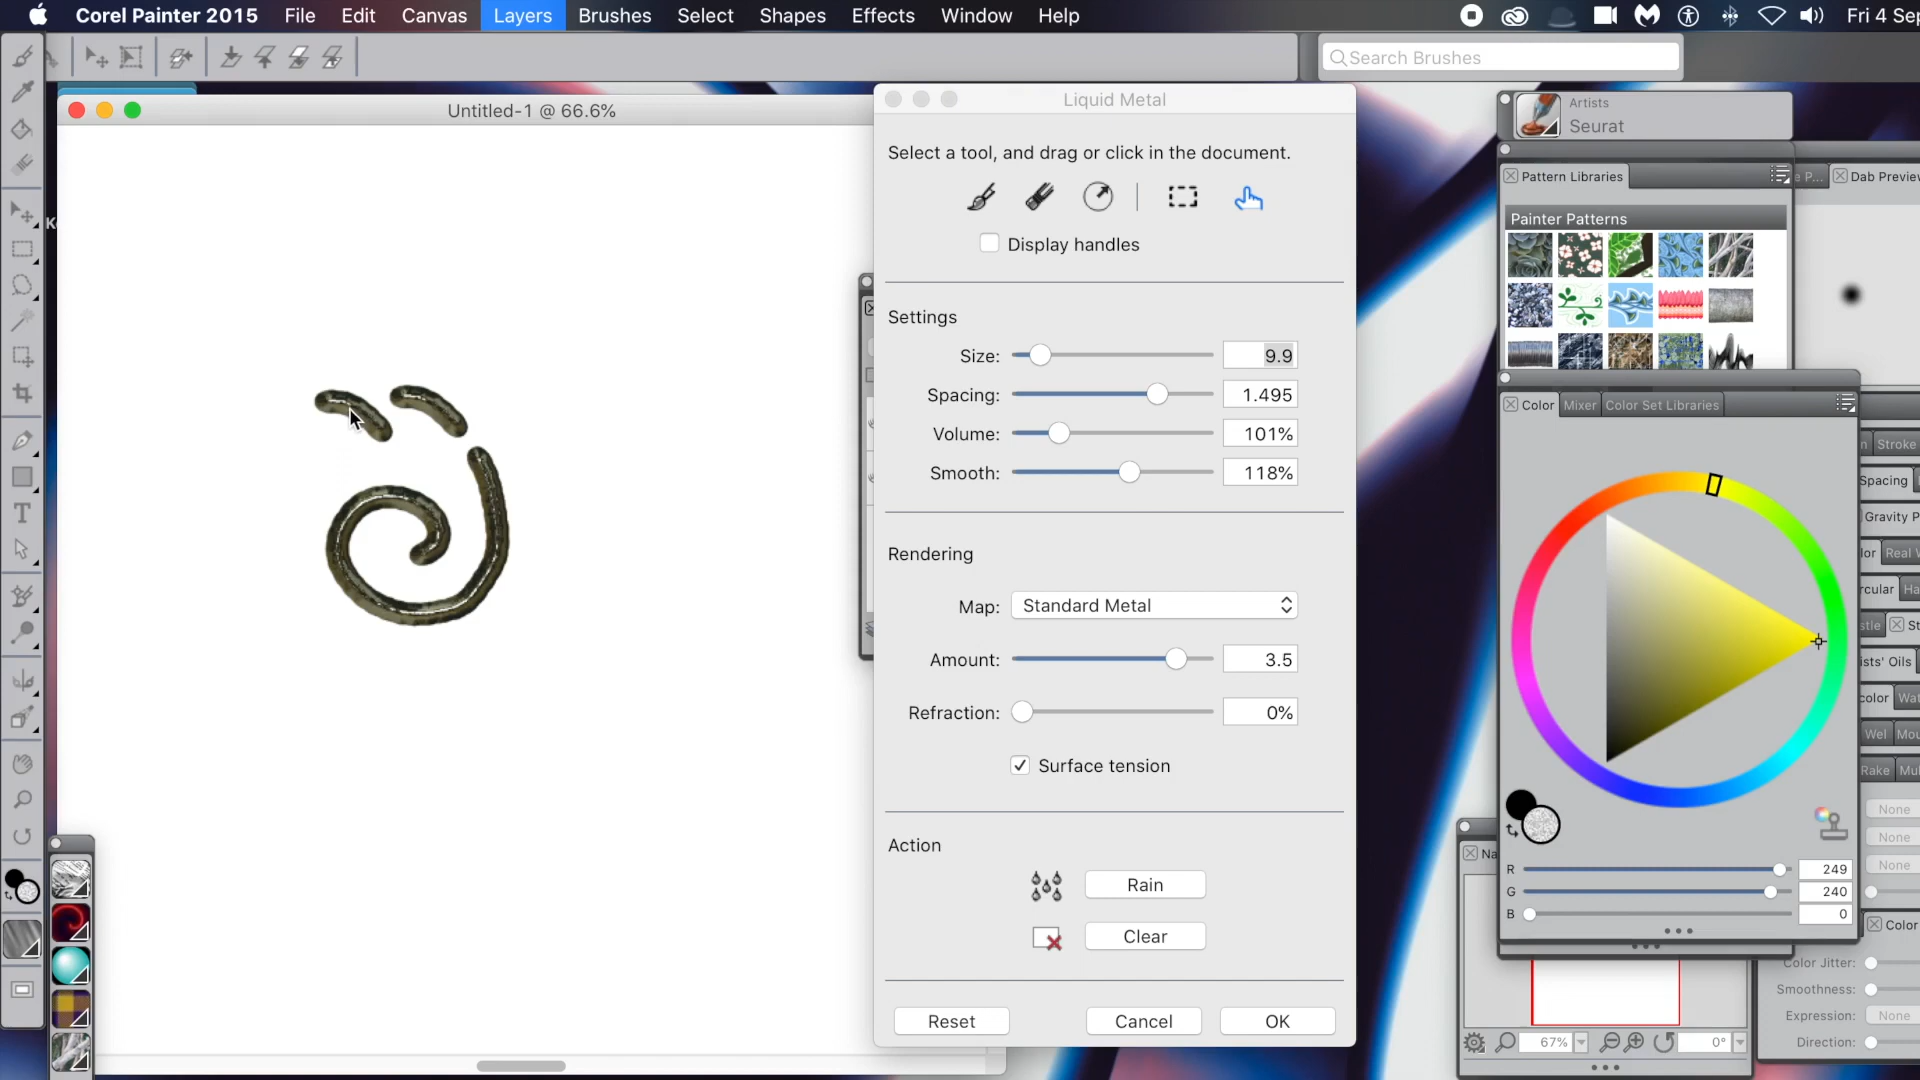 Corel Painter 2015 File Edit Canvas Layers Brushes Select Shapes Effects Window Help
Fri 4 Sep
Search Brushes
Untitled-1 @ 66.6%
Liquid Metal
Select a tool, and drag or click in the document.
Display handles
Settings
Size: 9.9
Spacing: 1.495
Volume: 101%
Smooth: 118%
Rendering
Map: Standard Metal
Amount: 3.5
Refraction: 0%
Surface tension
Action
Rain
Clear
Reset Cancel OK
Artists
Seurat
Pattern Libraries
Dab Preview
Painter Patterns
Color Mixer Color Set Libraries
R 249
G 240
B 0
Stroke
Spacing
Gravity P
Real
Oils
Rake
None
None
None
Color
Color Jitter:
Smoothness:
Expression: None
Direction:
67% 0°